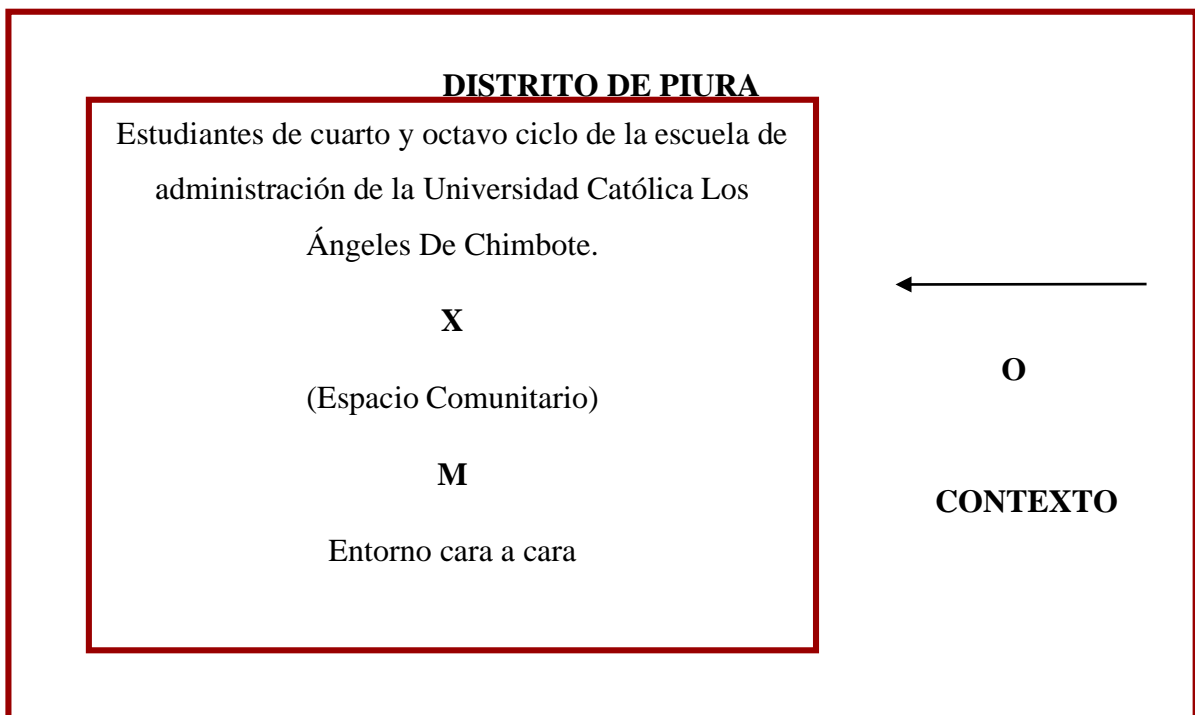 DISTRITO DE PIURA
Estudiantes de cuarto y octavo ciclo de la escuela de
administración de la Universidad Católica Los
Ángeles De Chimbote.
X
(Espacio Comunitario)
M
Entorno cara a cara
O
CONTEXTO